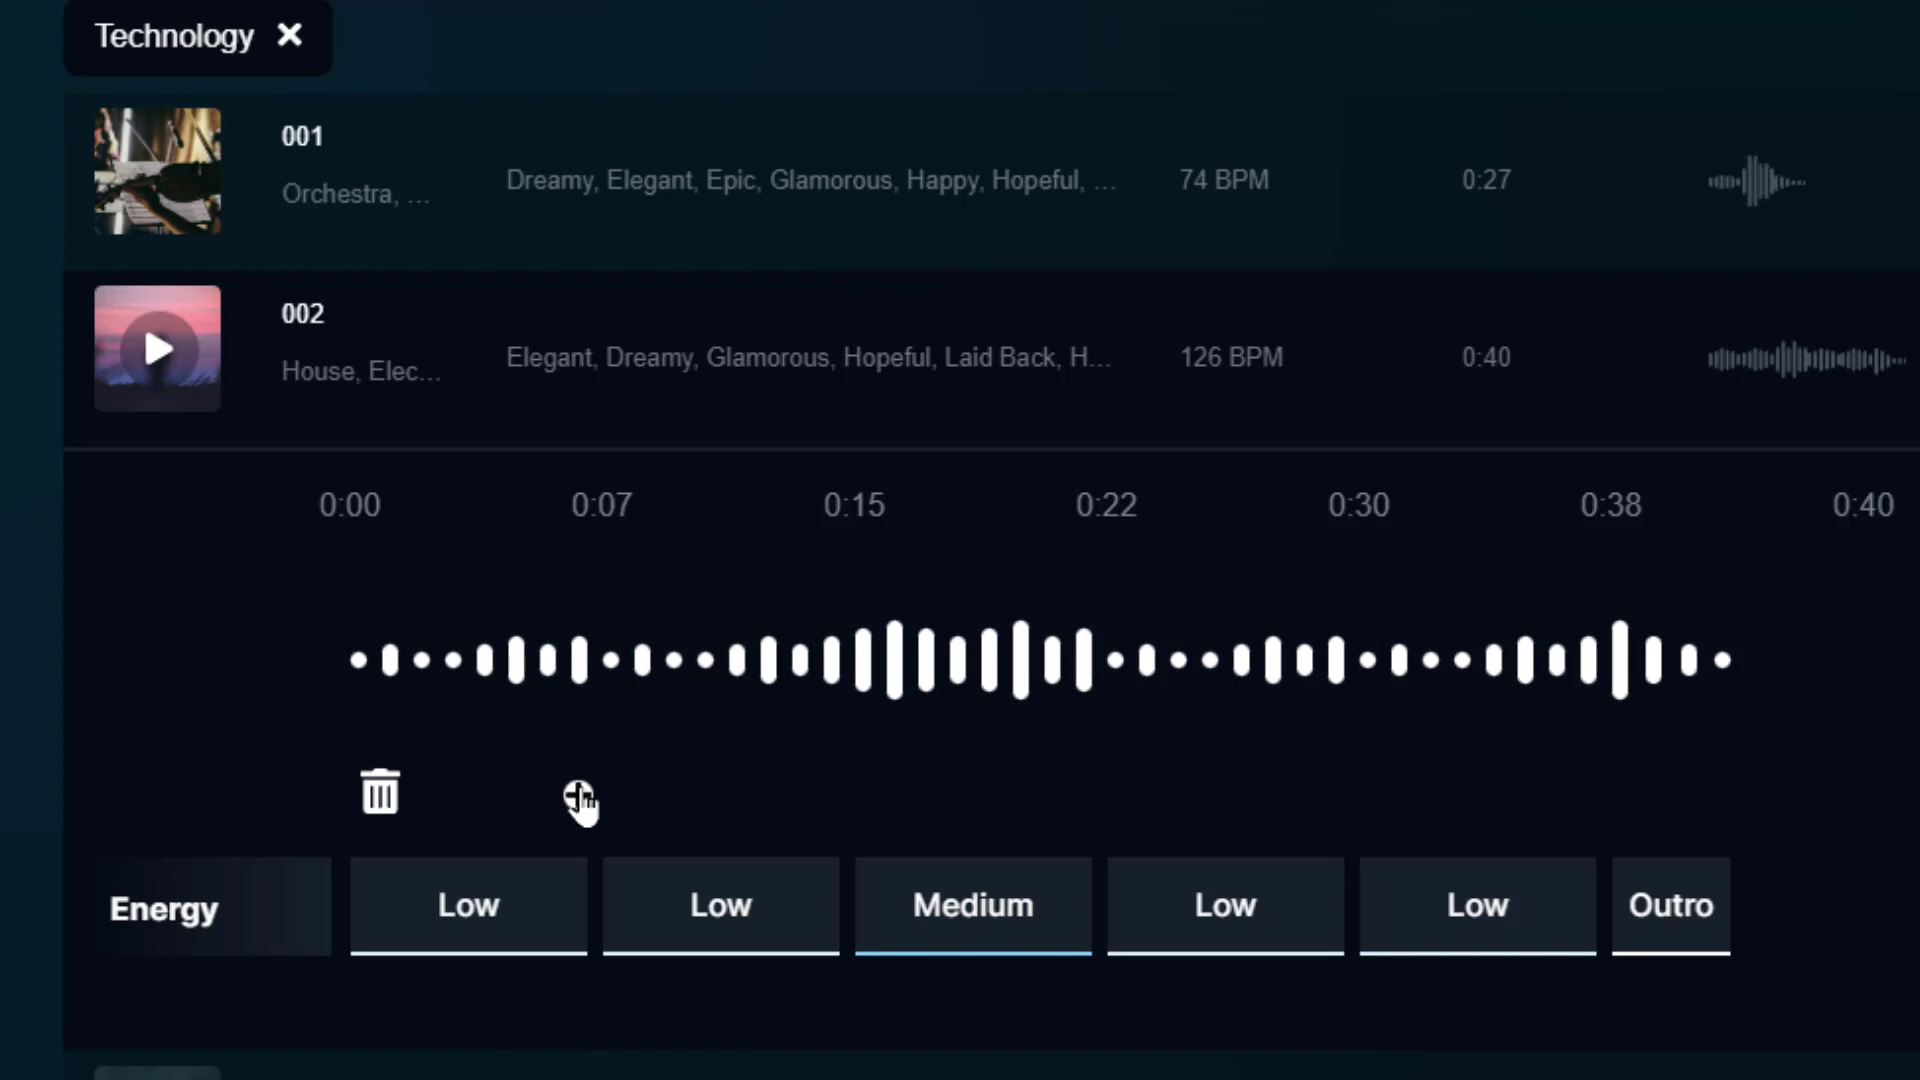 Technology
001
Orchestra, ...
Dreamy, Elegant, Epic, Glamorous, Happy, Hopeful, ...
74 BPM
0:27
002
House, Elec...
Elegant, Dreamy, Glamorous, Hopeful, Laid Back, H...
126 BPM
0:40
0:00 0:07 0:15 0:22 0:30 0:38 0:40
Energy Low Low Medium Low Low Outro